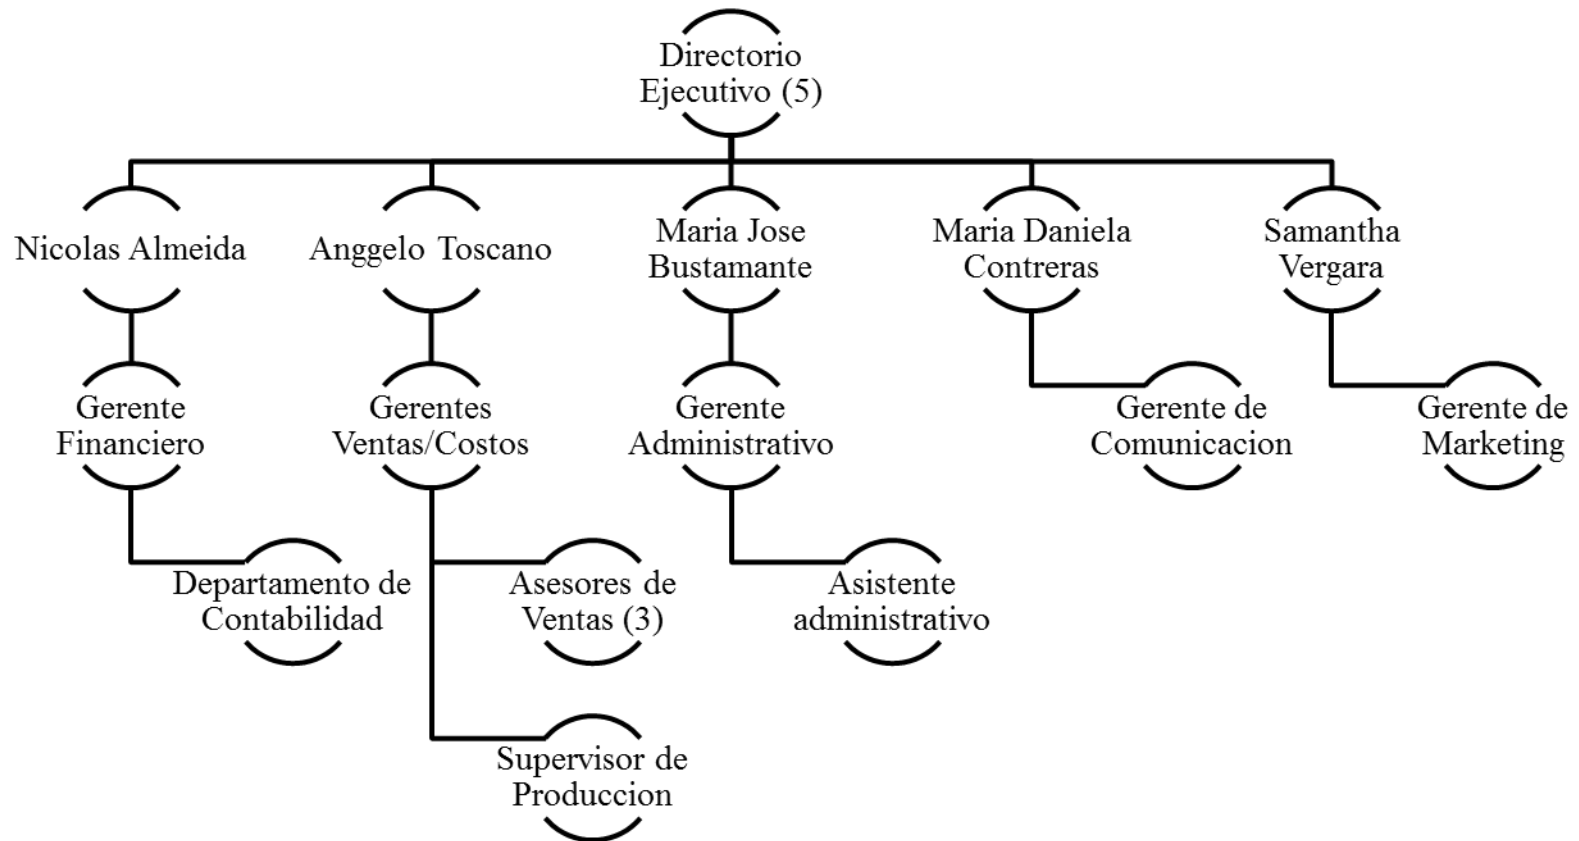 Directorio
Ejecutivo (5)
Nicolas Almeida
Anggelo Toscano
Maria Jose
Bustamante
Maria Daniela
Contreras
Samantha
Vergara
Gerente
Financiero
Gerentes
Ventas/Costos
Gerente
Administrativo
Gerente de
Comunicacion
Gerente de
Marketing
Departamento de
Contabilidad
Asesores de
Ventas (3)
Asistente
administrativo
Supervisor de
Produccion